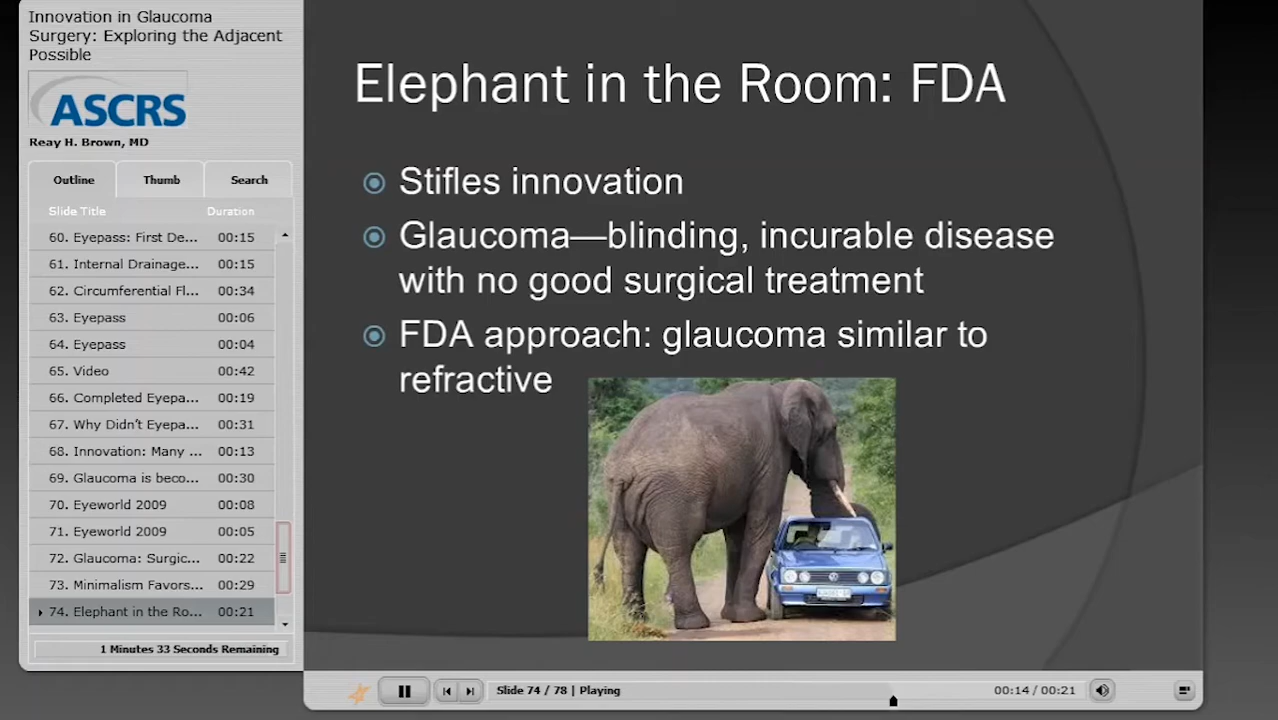 Innovation in Glaucoma
Surgery: Exploring the Adjacent
Possible
ASCRS
Reay H. Brown, MD
Outline
Thumb
Search
Slide Title
Duration
60. Eyepass: First De...
00:15
61. Internal Drainage...
00:15
62. Circumferential Fl...
00:34
63. Eyepass
00:06
64. Eyepass
00:04
65. Video
00:42
66. Completed Eyepa...
00:19
67. Why Didn't Eyepa...
00:31
68. Innovation: Many ...
00:13
69. Glaucoma is beco...
00:30
70. Eyeworld 2009
00:08
71. Eyeworld 2009
00:05
72. Glaucoma: Surgic...
00:22
73. Minimalism Favors...
00:29
74. Elephant in the Ro...
00:21
1 Minutes 33 Seconds Remaining
Elephant in the Room: FDA
Stifles innovation
Glaucoma—blinding, incurable disease
with no good surgical treatment
FDA approach: glaucoma similar to
refractive
Slide 74 / 78 | Playing
00:14 / 00:21